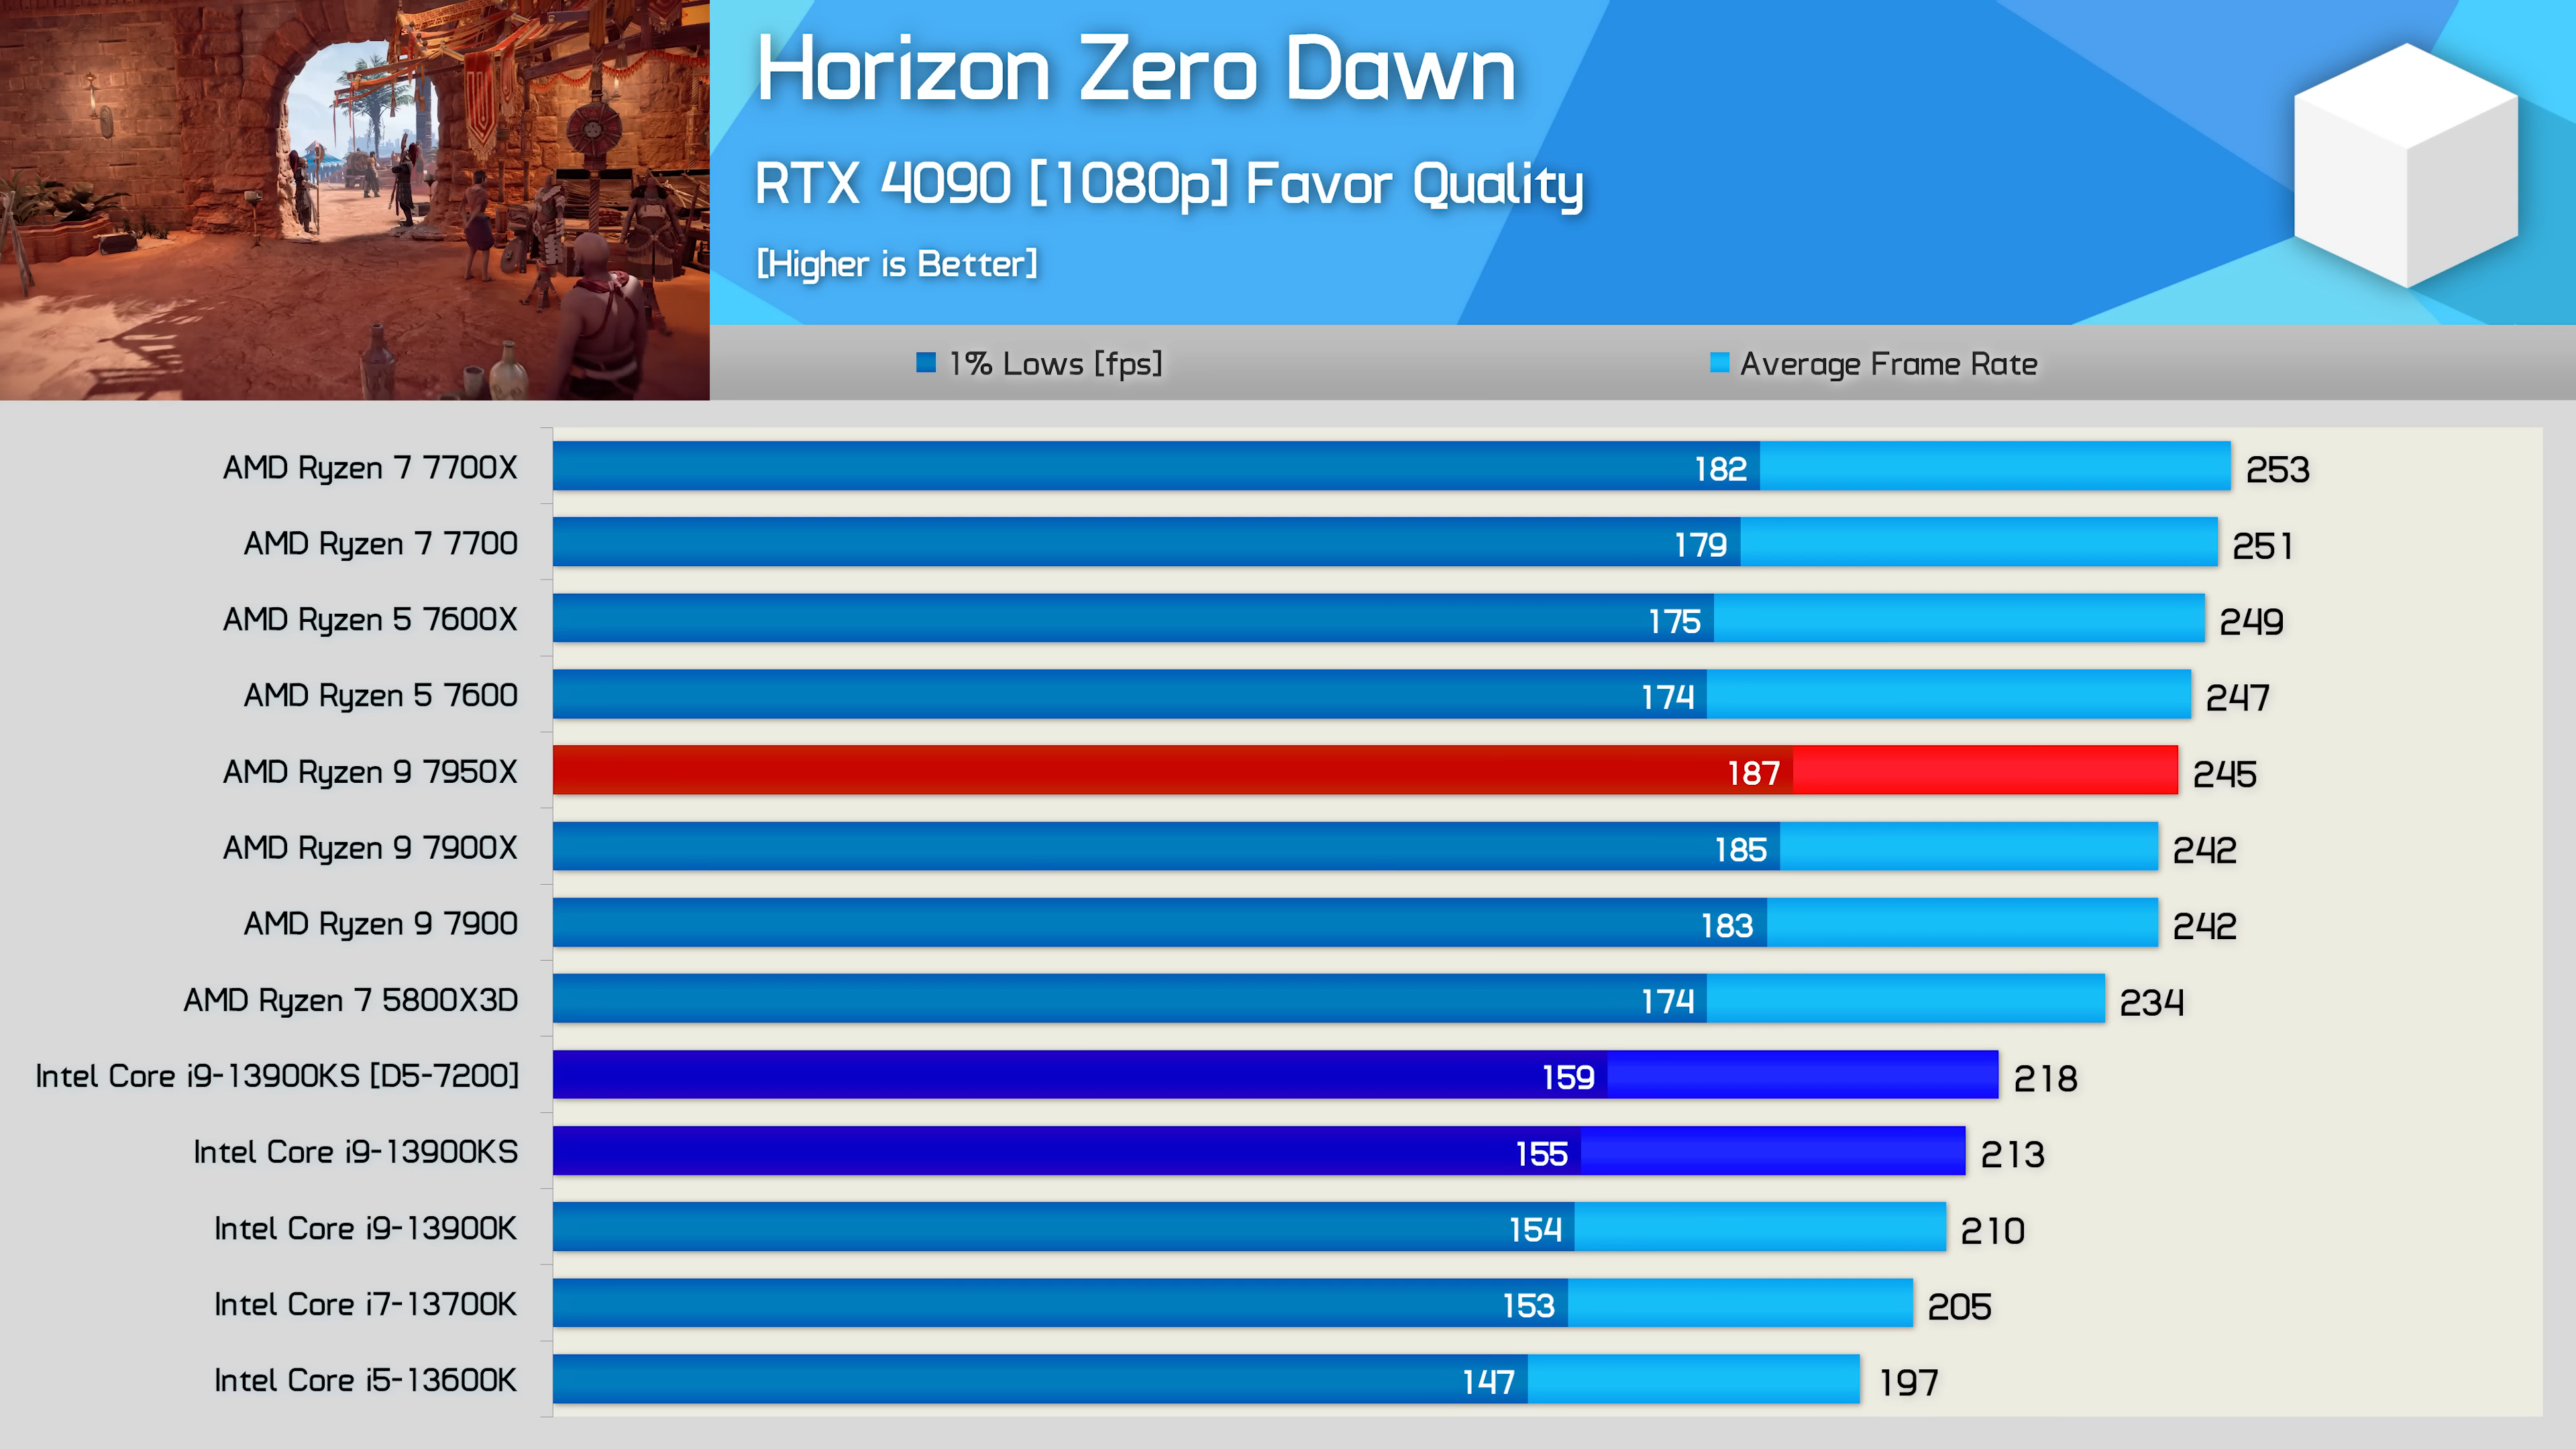 Horizon Zero Dawn
RTX 4090 [1080p] Favor Quality
[Higher is Better]
1% Lows [fps] Average Frame Rate
AMD Ryzen 7 7700X 182 253
AMD Ryzen 7 7700 179 251
AMD Ryzen 5 7600X 175 249
AMD Ryzen 5 7600 174 247
AMD Ryzen 9 7950X 187 245
AMD Ryzen 9 7900X 185 242
AMD Ryzen 9 7900 183 242
AMD Ryzen 7 5800X3D 174 234
Intel Core i9-13900KS [D5-7200] 159 218
Intel Core i9-13900KS 155 213
Intel Core i9-13900K 154 210
Intel Core i7-13700K 153 205
Intel Core i5-13600K 147 197